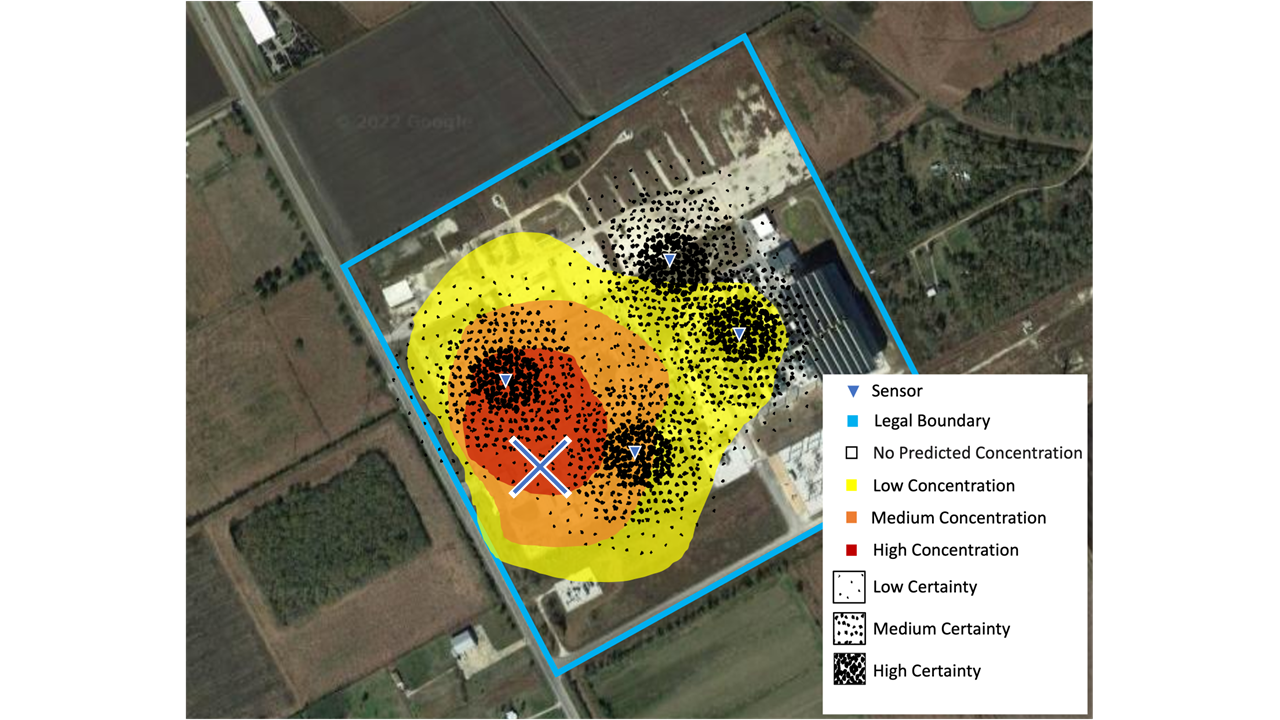 © 2022 Google
Sensor
Legal Boundary
No Predicted Concentration
Low Concentration
Medium Concentration
High Concentration
Low Certainty
Medium Certainty
High Certainty